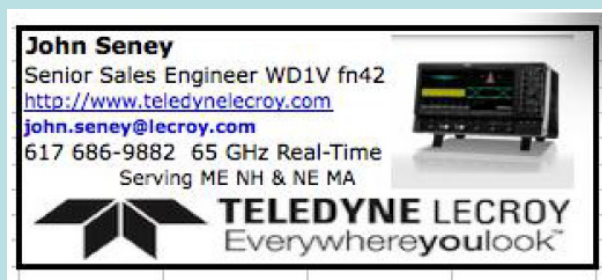 John Seney
Senior Sales Engineer WD1V fn42
http://www.teledynelecroy.com
john.seney@lecroy.com
617 686-9882 65 GHz Real-Time
Serving ME NH & NE MA
TELEDYNE LECROY
Everywhereyoulook™